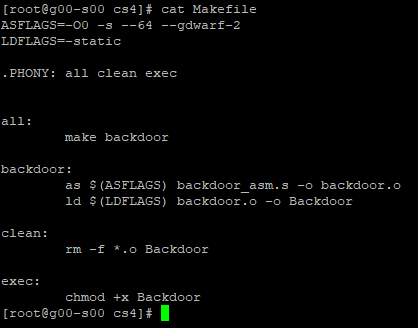 [root@g00-s00 cs4]# cat Makefile
ASFLAGS=-O0 -s --64 --gdwarf-2
LDFLAGS=-static
.PHONY: all clean exec
all:
make backdoor
backdoor:
as $(ASFLAGS) backdoor_asm.s -o backdoor.o
ld $(LDFLAGS) backdoor.o -o Backdoor
clean:
rm -f *.o Backdoor
exec:
chmod +x Backdoor
[root@g00-s00 cs4]#